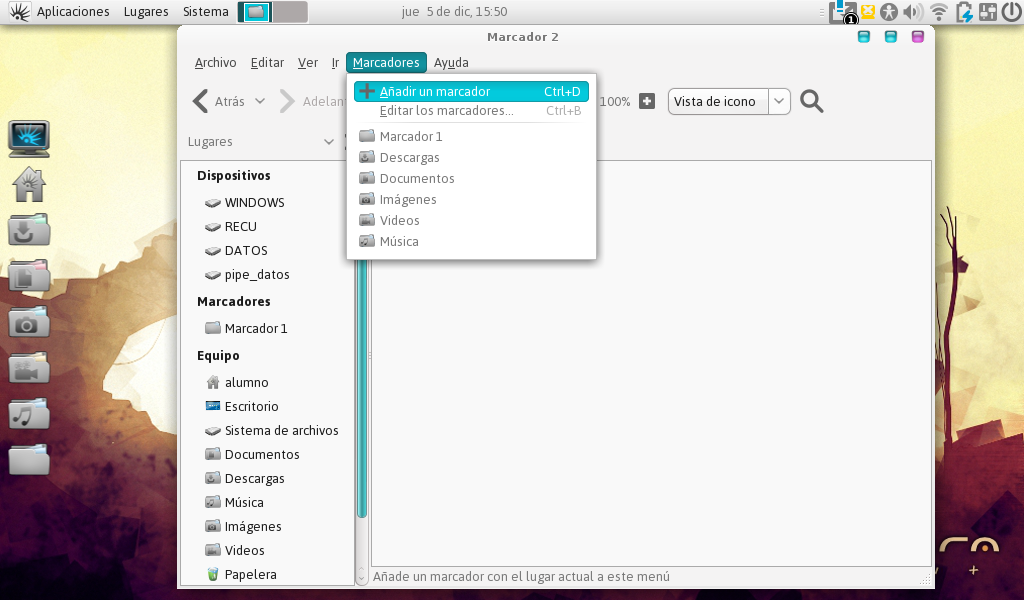 Aplicaciones Lugares Sistema jue 5 de dic, 15:50 1
Marcador 2
Archivo Editar Ver Ir Marcadores Ayuda
Atrás 100% Vista de icono
Lugares
Añadir un marcador Ctrl+D
Editar los marcadores... Ctrl+B
Marcador 1
Descargas
Documentos
Imágenes
Videos
Música
Dispositivos
WINDOWS
RECU
DATOS
pipe_datos
Marcadores
Marcador 1
Equipo
alumno
Escritorio
Sistema de archivos
Documentos
Descargas
Música
Imágenes
Videos
Papelera
Añade un marcador con el lugar actual a este menú